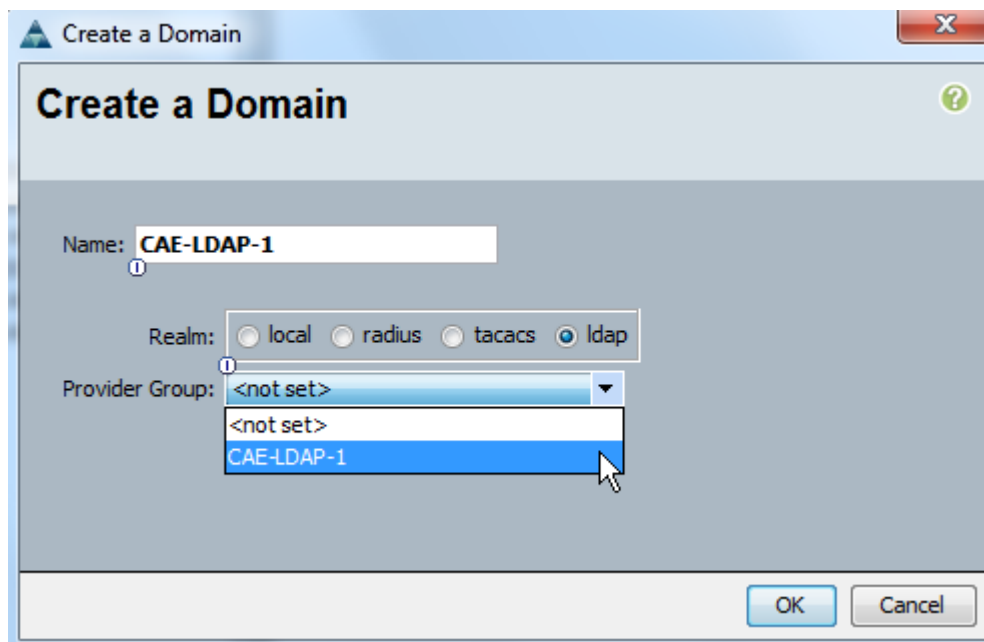 Create a Domain
Create a Domain
Name: CAE-LDAP-1
Realm: local radius tacacs ldap
Provider Group: <not set>
<not set>
CAE-LDAP-1
OK Cancel